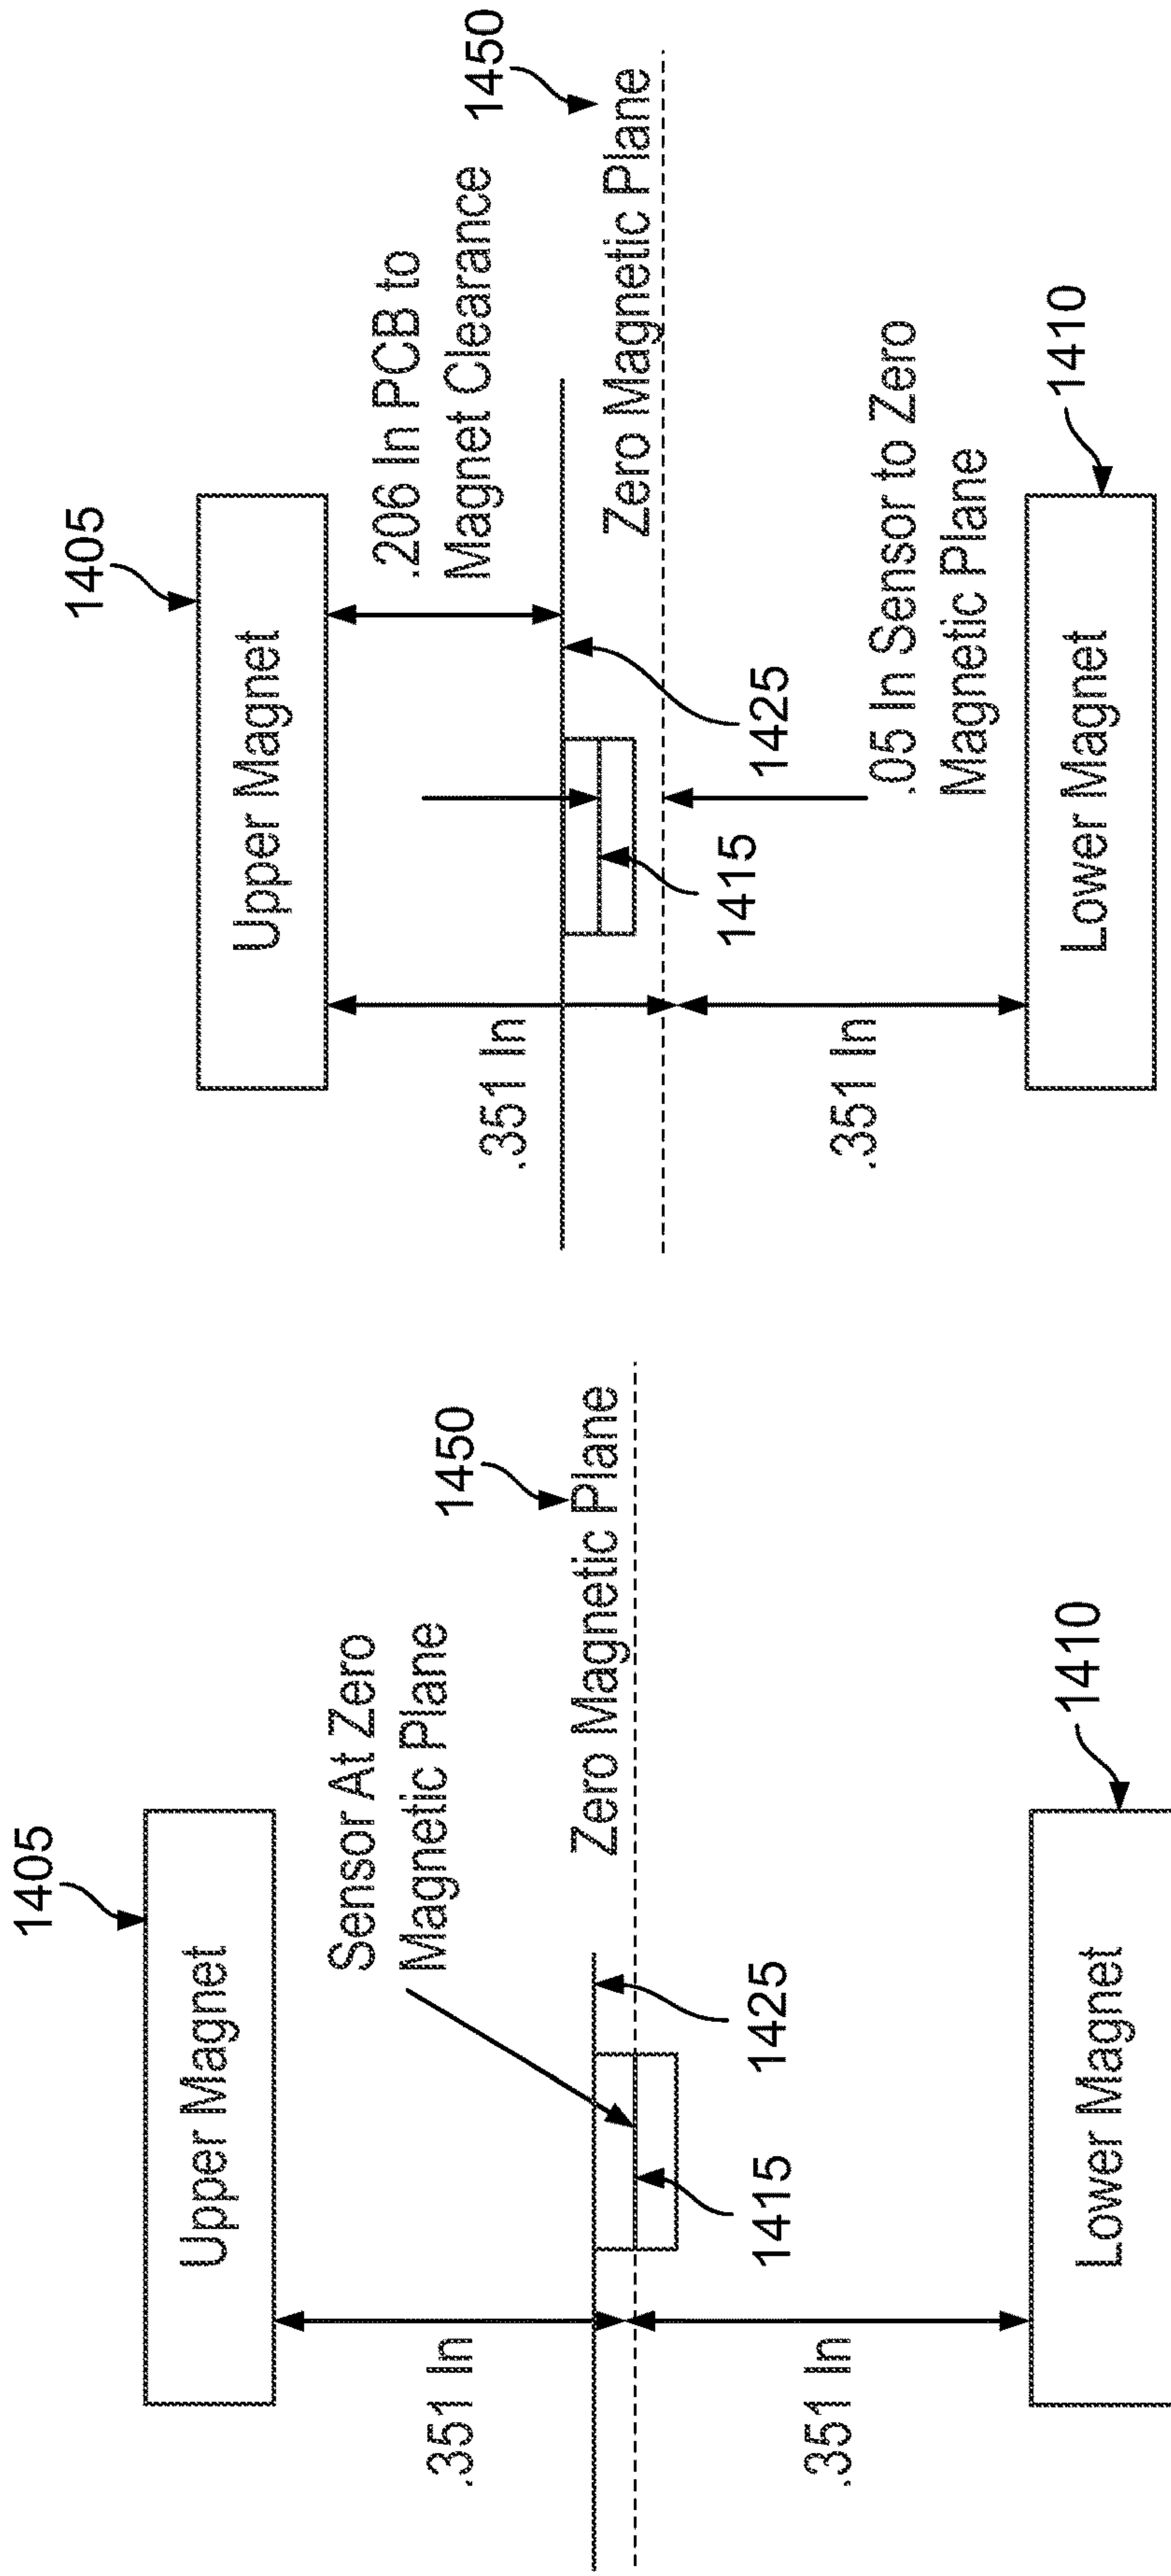 1405
Upper Magnet
Sensor At Zero
Magnetic Plane
.351 In
1450
Zero Magnetic Plane
1415
1425
.351 In
1410
Lower Magnet
1405
Upper Magnet
.206 In PCB to
Magnet Clearance
.351 In
1450
Zero Magnetic Plane
1415
1425
.351 In
.05 In Sensor to Zero
Magnetic Plane
1410
Lower Magnet